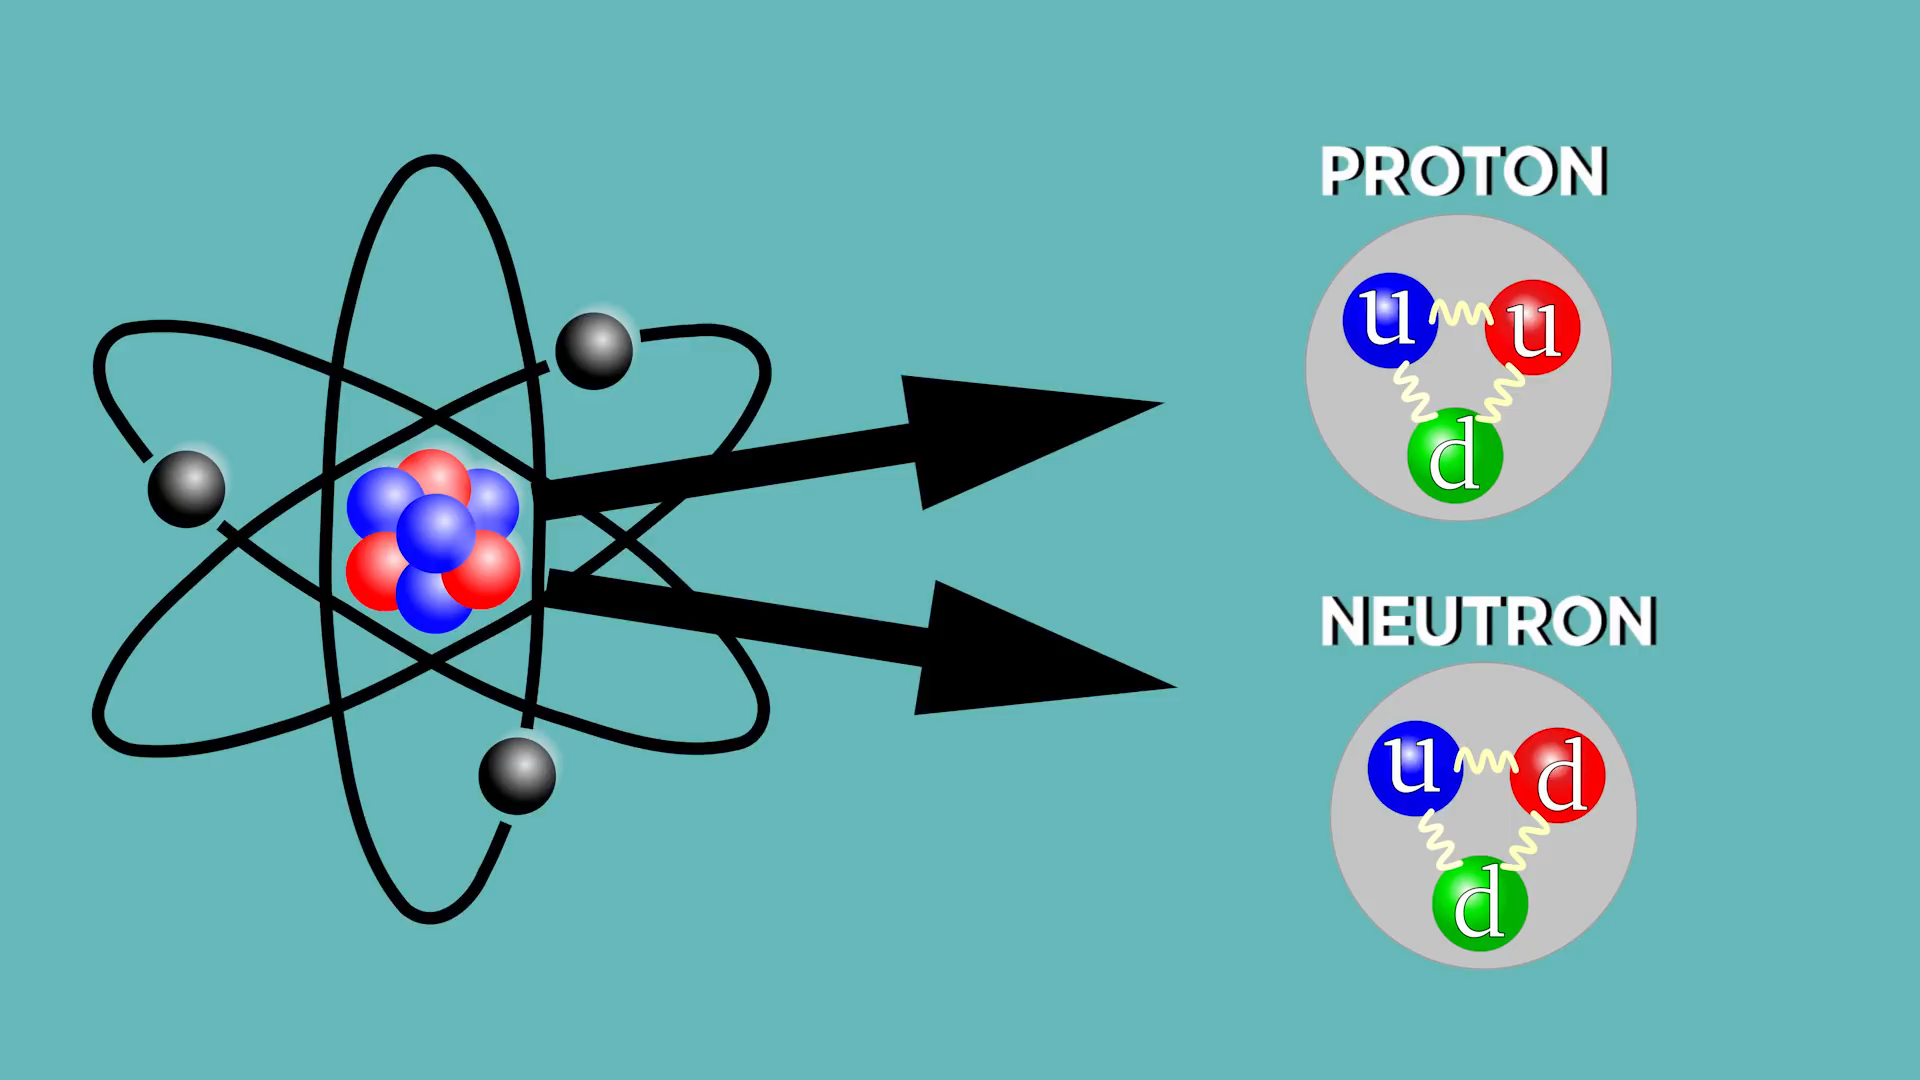 PROTON
u u
d
NEUTRON
u d
d